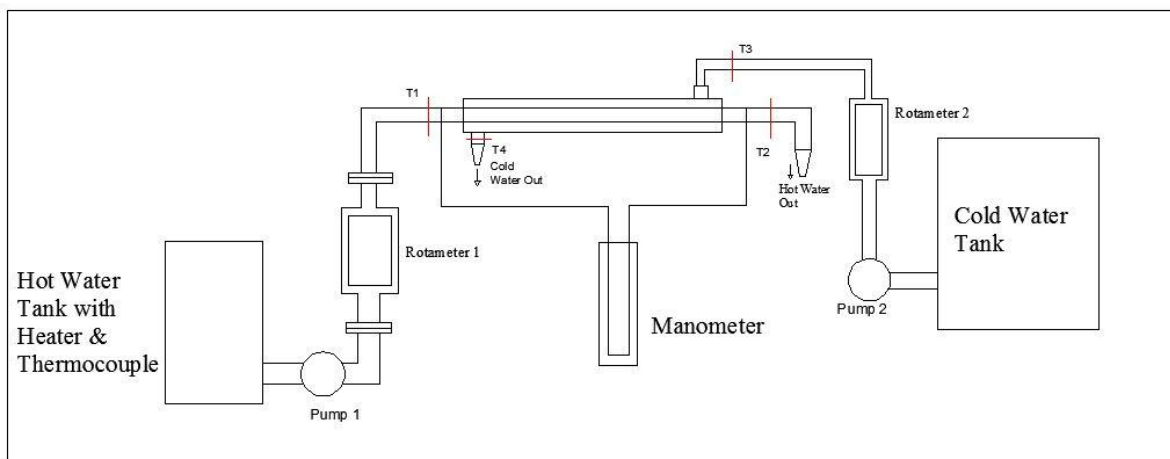 T3
T1
Rotameter 2
T4
Cold
Water Out
T2
Hot Water
Out
Cold Water
Tank
Rotameter 1
Hot Water
Tank with
Heater &
Thermocouple
Manometer
Pump 2
Pump 1